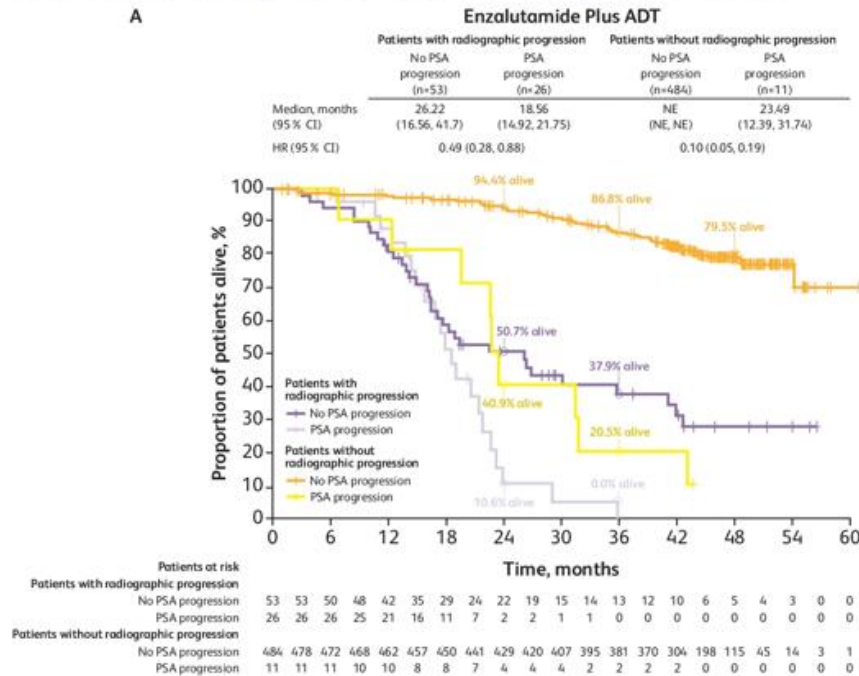 A
Enzalutamide Plus ADT
Patients with radiographic progression Patients without radiographic progression
No PSA progression (n=53) PSA progression (n=26) No PSA progression (n=484) PSA progression (n=11)
Median, months 26.22 18.56 NE 23.49
(95% CI) (16.56, 41.7) (14.92, 21.75) (NE, NE) (12.39, 31.74)
HR (95% CI) 0.49 (0.28, 0.88) 0.10 (0.05, 0.19)
Proportion of patients alive, %
100
90
80
70
60
50
40
30
20
10
0
94.4% alive
86.8% alive
79.5% alive
50.7% alive
37.9% alive
40.9% alive
20.5% alive
10.6% alive
0.0% alive
Patients with
radiographic progression
No PSA progression
PSA progression
Patients without
radiographic progression
No PSA progression
PSA progression
0 6 12 18 24 30 36 42 48 54 60
Time, months
Patients at risk
Patients with radiographic progression
No PSA progression 53 53 50 48 42 35 29 24 22 19 15 14 13 12 10 6 5 4 3 0 0
PSA progression 26 26 26 25 21 16 11 7 2 2 1 1 0 0 0 0 0 0 0 0 0
Patients without radiographic progression
No PSA progression 484 478 472 468 462 457 450 441 429 420 407 395 381 370 304 198 115 45 14 3 1
PSA progression 11 11 11 10 10 8 8 7 4 4 4 2 2 2 2 0 0 0 0 0 0